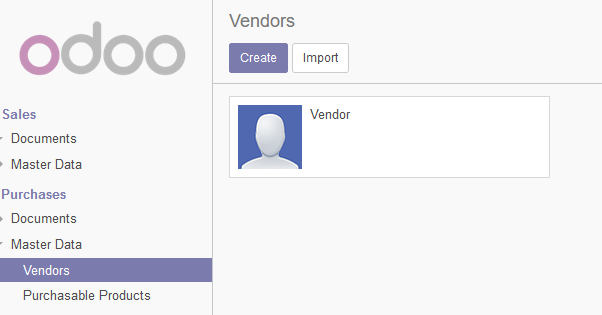 odoo
Sales
Documents
Master Data
Purchases
Documents
Master Data
Vendors
Purchasable Products
Vendors
Create Import
Vendor